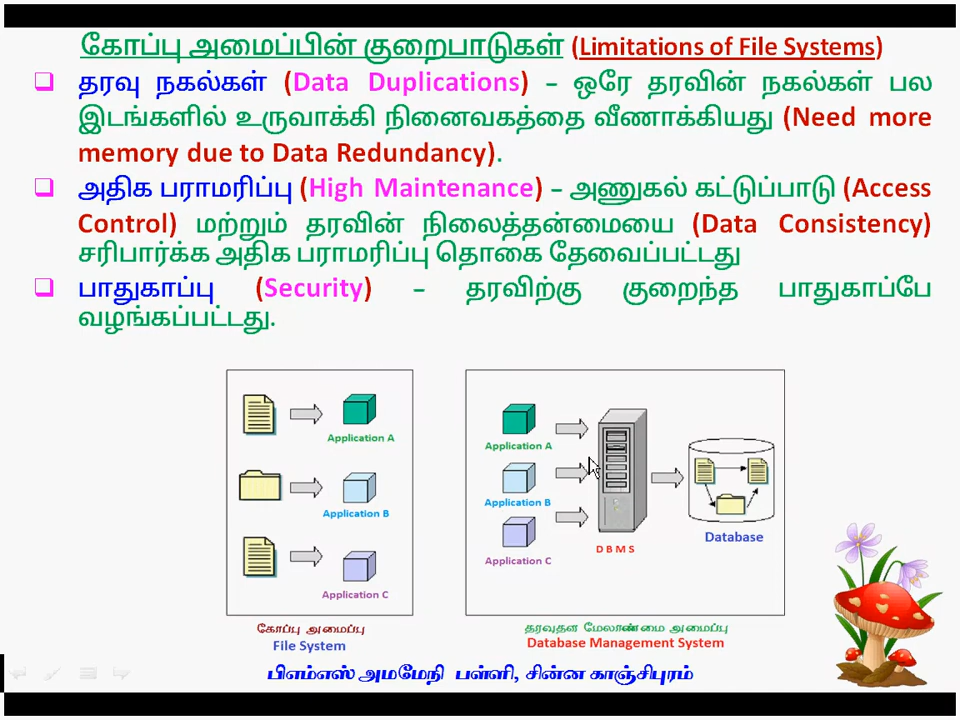 கோப்பு அமைப்பின் குறைபாடுகள் (Limitations of File Systems)
தரவு நகல்கள் (Data Duplications) – ஒரே தரவின் நகல்கள் பல
இடங்களில் உருவாக்கி நினைவகத்தை வீணாக்கியது (Need more
memory due to Data Redundancy).
அதிக பராமரிப்பு (High Maintenance) – அணுகல் கட்டுப்பாடு (Access
Control) மற்றும் தரவின் நிலைத்தன்மையை (Data Consistency)
சரிபார்க்க அதிக பராமரிப்பு தொகை தேவைப்பட்டது
பாதுகாப்பு (Security) – தரவிற்கு குறைந்த பாதுகாப்பே
வழங்கப்பட்டது.
Application A
Application B
Application C
கோப்பு அமைப்பு
File System
Application A
Application B
Application C
D B M S
Database
தரவுதள மேலாண்மை அமைப்பு
Database Management System
பிஎம்எஸ் அமமேநி பள்ளி, சின்ன காஞ்சிபுரம்